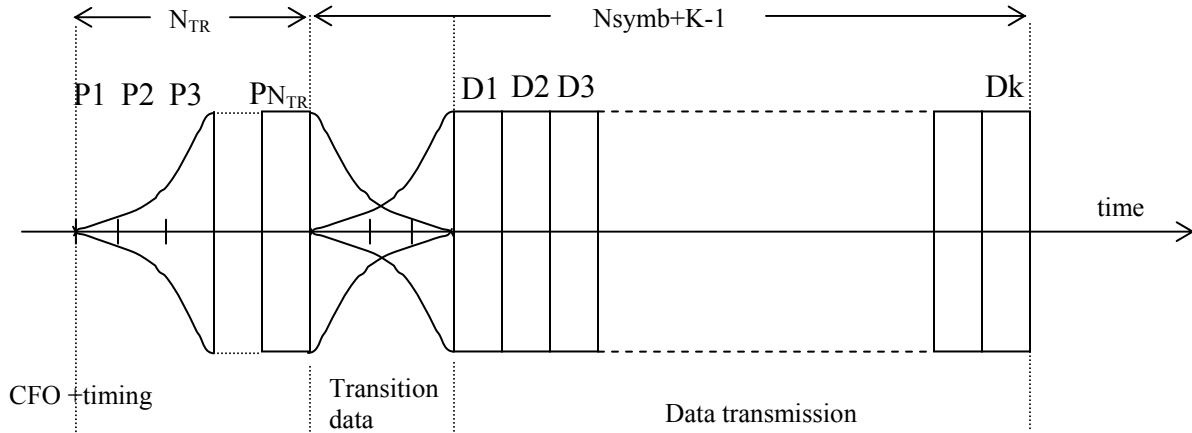 N_TR
Nsymb+K-1
P1 P2 P3 PN_TR D1 D2 D3 Dk
time
CFO +timing
Transition
data
Data transmission